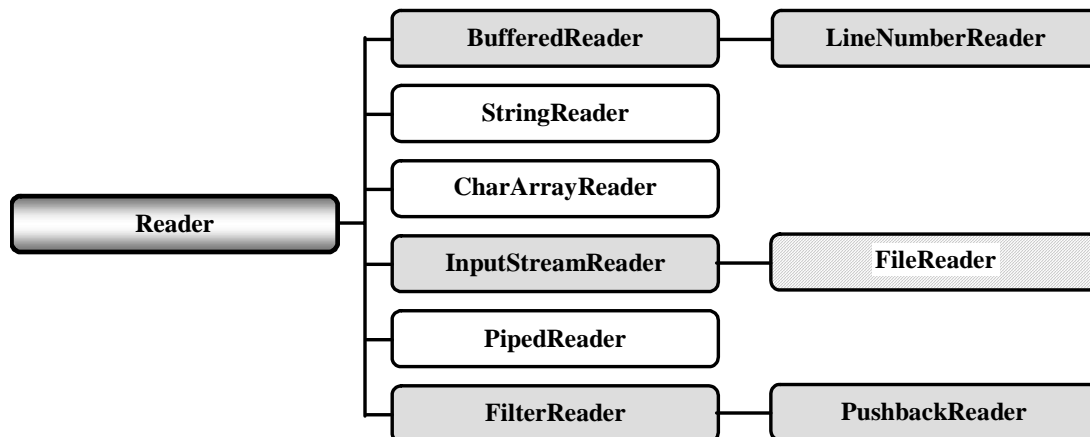 BufferedReader
LineNumberReader
StringReader
CharArrayReader
Reader
InputStreamReader
FileReader
PipedReader
FilterReader
PushbackReader